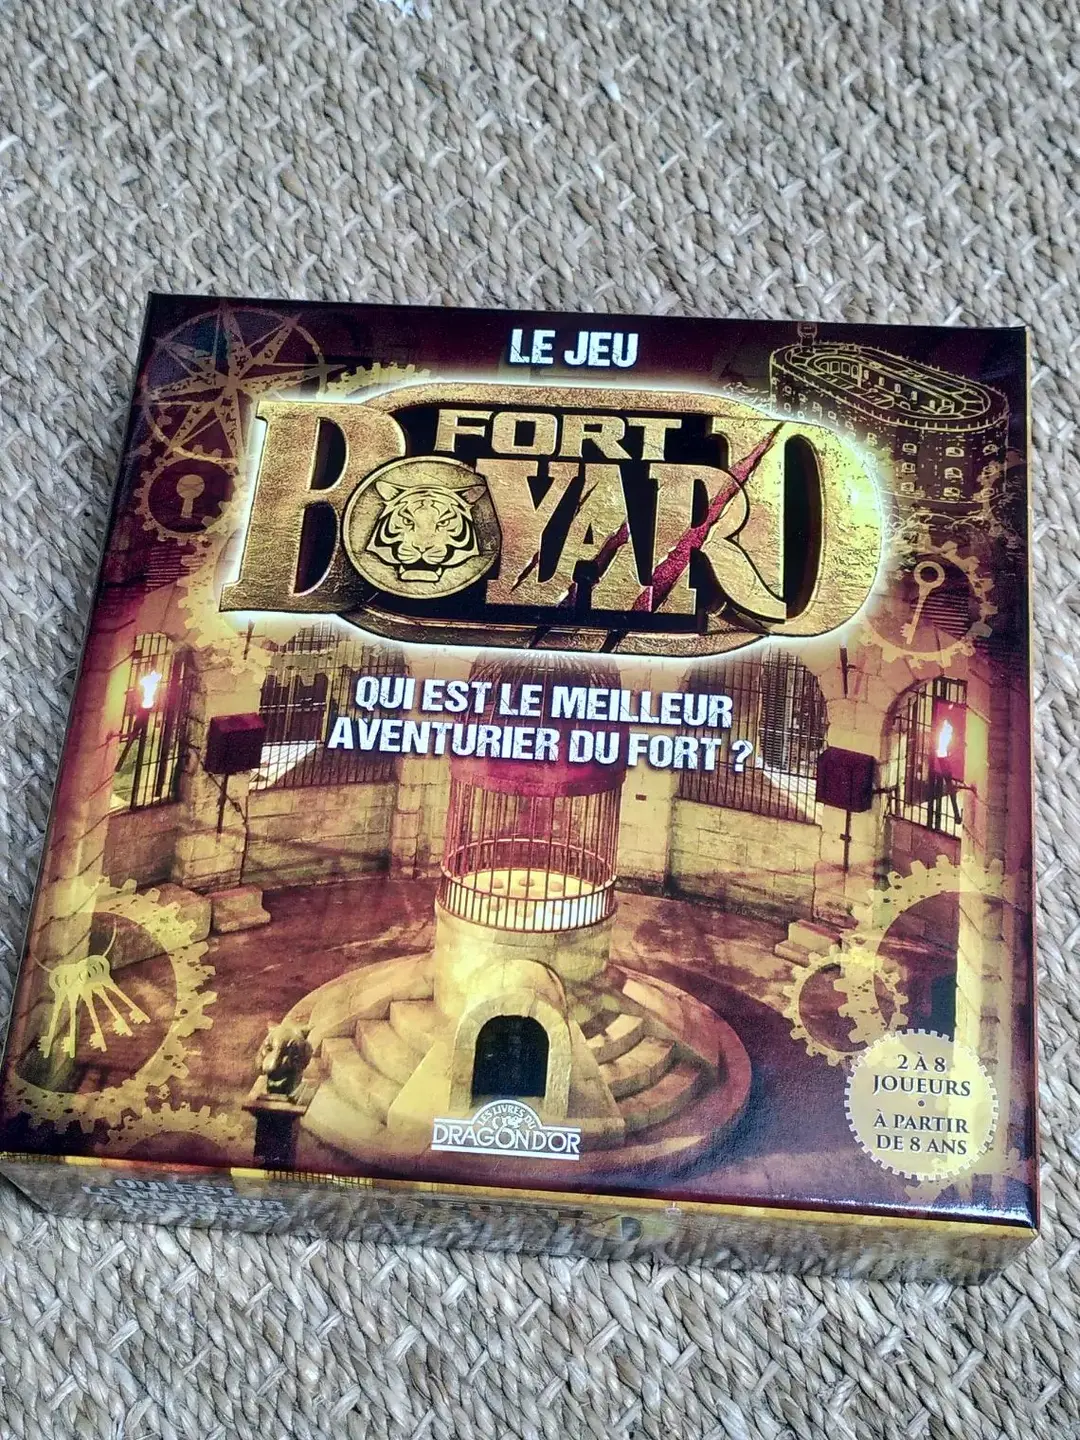 LE JEU
FORT
BOYARD
QUI EST LE MEILLEUR
AVENTURIER DU FORT ?
LES LIVRES DU
DRAGON D'OR
2 À 8
JOUEURS
À PARTIR
DE 8 ANS